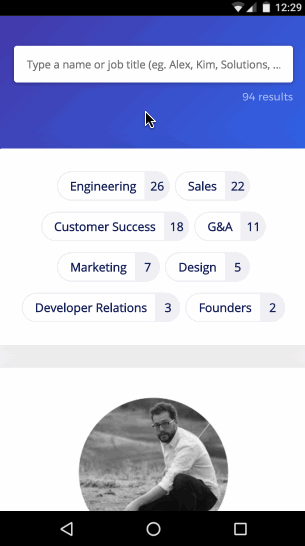 12:29
Type a name or job title (eg. Alex, Kim, Solutions, ...
94 results
Engineering 26 Sales 22
Customer Success 18 G&A 11
Marketing 7 Design 5
Developer Relations 3 Founders 2